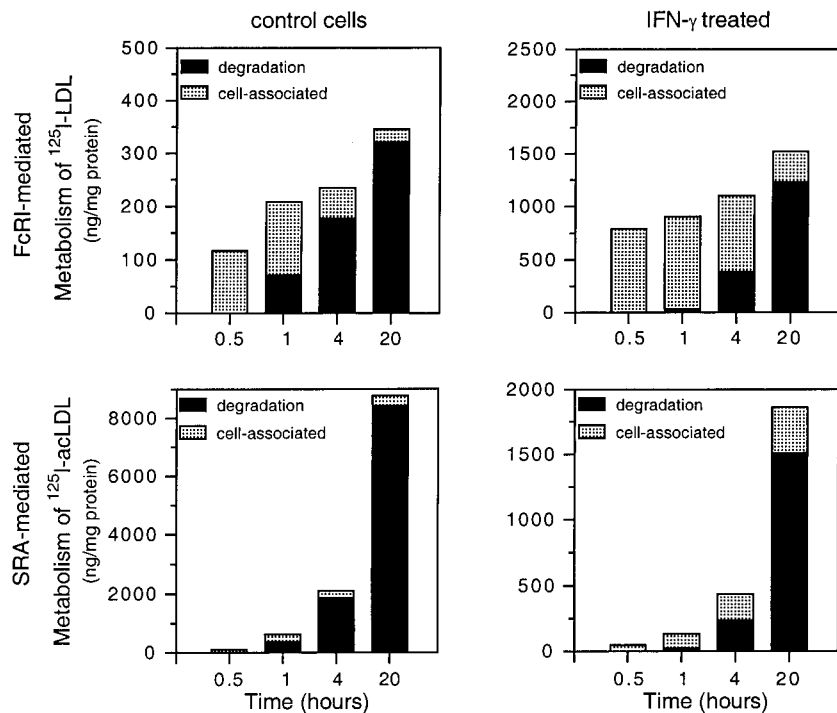 control cells
IFN-γ treated
FcRI-mediated
Metabolism of ¹²⁵I-LDL
(ng/mg protein)
500
400
300
200
100
0
degradation
cell-associated
0.5 1 4 20
2500
2000
1500
1000
500
0
degradation
cell-associated
0.5 1 4 20
SRA-mediated
Metabolism of ¹²⁵I-acLDL
(ng/mg protein)
8000
6000
4000
2000
0
degradation
cell-associated
0.5 1 4 20
Time (hours)
2000
1500
1000
500
0
degradation
cell-associated
0.5 1 4 20
Time (hours)